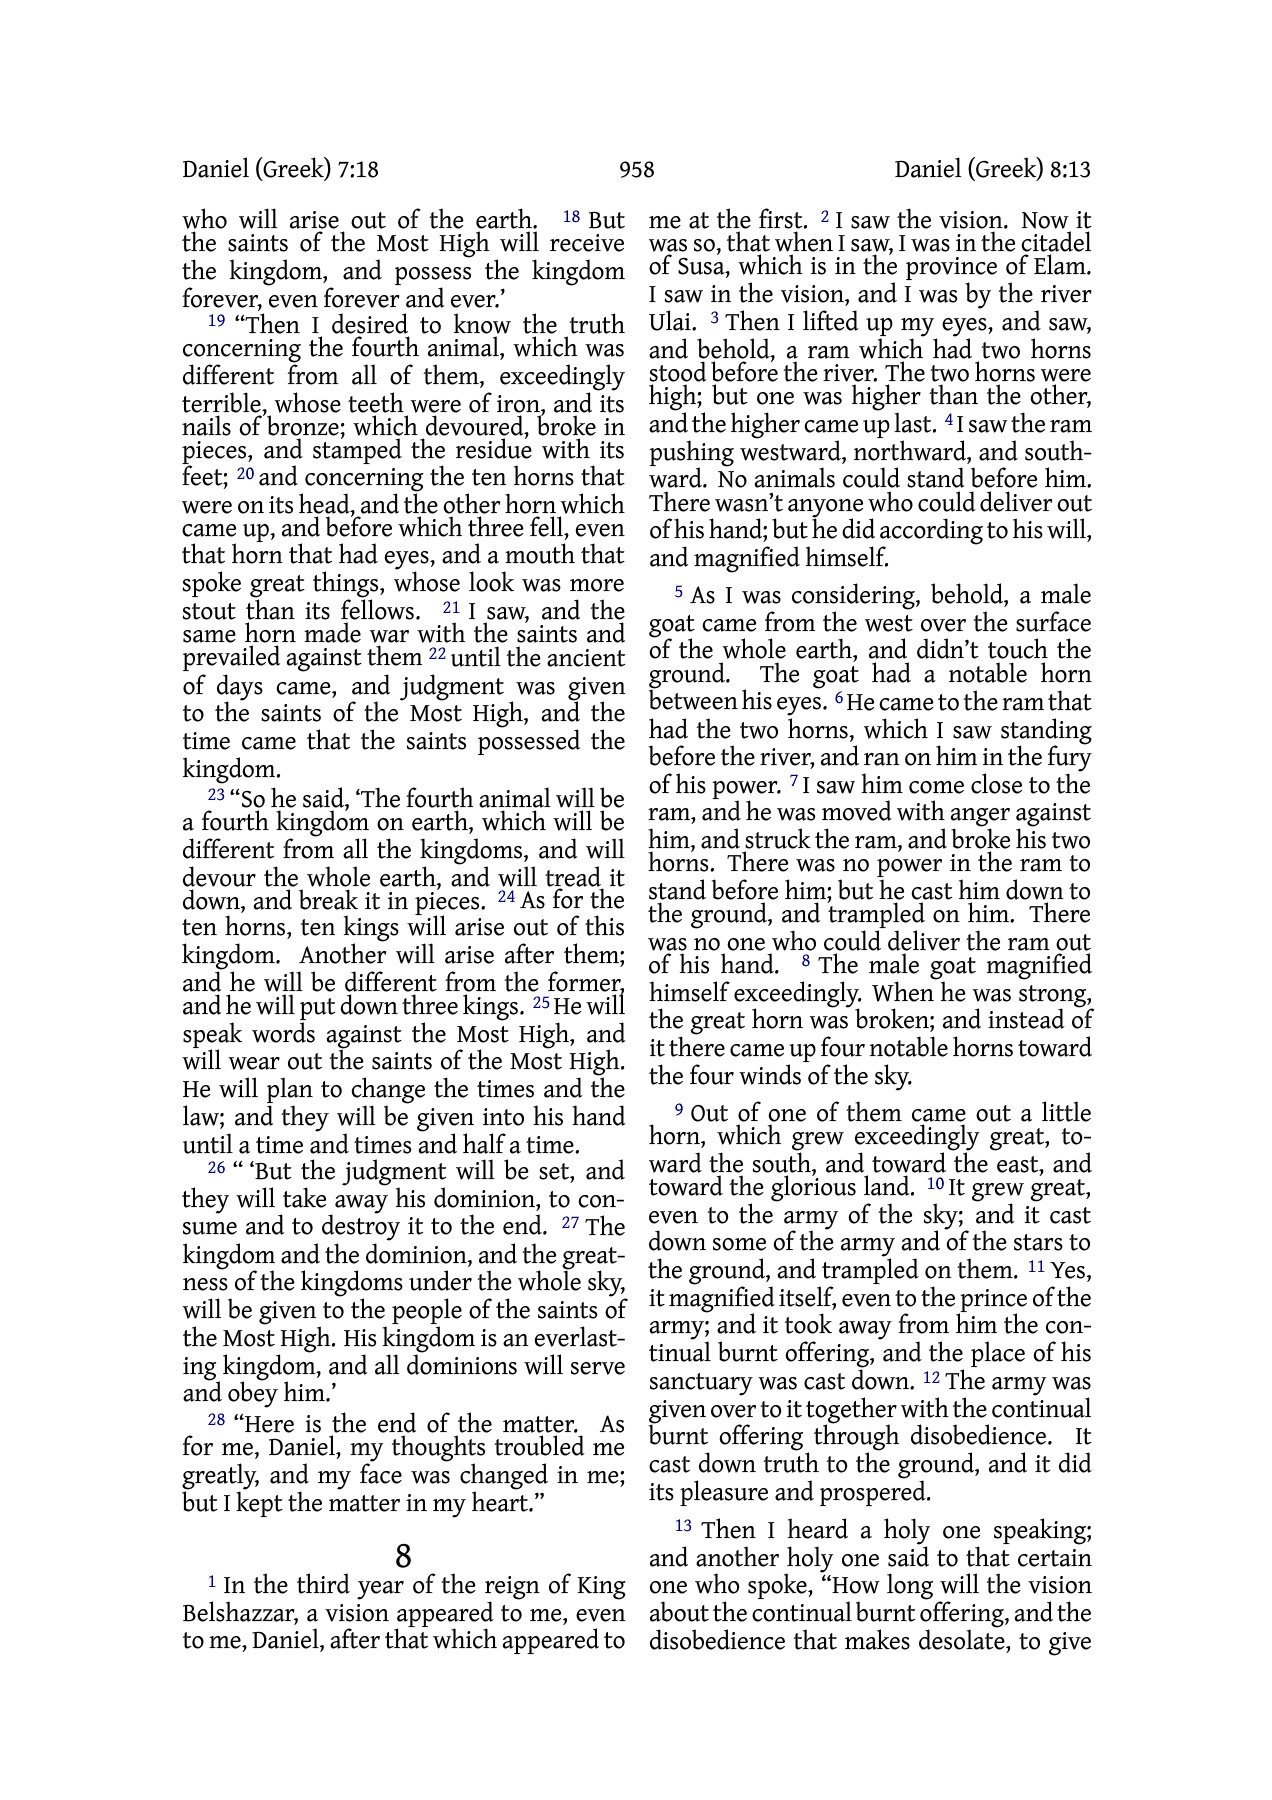 Daniel (Greek) 7:18 958 Daniel (Greek) 8:13
who will arise out of the earth. 18 But
the saints of the Most High will receive
the kingdom, and possess the kingdom
forever, even forever and ever.’
19 “Then I desired to know the truth
concerning the fourth animal, which was
different from all of them, exceedingly
terrible, whose teeth were of iron, and its
nails of bronze; which devoured, broke in
pieces, and stamped the residue with its
feet; 20 and concerning the ten horns that
were on its head, and the other horn which
came up, and before which three fell, even
that horn that had eyes, and a mouth that
spoke great things, whose look was more
stout than its fellows. 21 I saw, and the
same horn made war with the saints and
prevailed against them 22 until the ancient
of days came, and judgment was given
to the saints of the Most High, and the
time came that the saints possessed the
kingdom.
23 “So he said, ‘The fourth animal will be
a fourth kingdom on earth, which will be
different from all the kingdoms, and will
devour the whole earth, and will tread it
down, and break it in pieces. 24 As for the
ten horns, ten kings will arise out of this
kingdom. Another will arise after them;
and he will be different from the former,
and he will put down three kings. 25 He will
speak words against the Most High, and
will wear out the saints of the Most High.
He will plan to change the times and the
law; and they will be given into his hand
until a time and times and half a time.
26 “ ‘But the judgment will be set, and
they will take away his dominion, to con-
sume and to destroy it to the end. 27 The
kingdom and the dominion, and the great-
ness of the kingdoms under the whole sky,
will be given to the people of the saints of
the Most High. His kingdom is an everlast-
ing kingdom, and all dominions will serve
and obey him.’
28 “Here is the end of the matter. As
for me, Daniel, my thoughts troubled me
greatly, and my face was changed in me;
but I kept the matter in my heart.”
8
1 In the third year of the reign of King
Belshazzar, a vision appeared to me, even
to me, Daniel, after that which appeared to
me at the first. 2 I saw the vision. Now it
was so, that when I saw, I was in the citadel
of Susa, which is in the province of Elam.
I saw in the vision, and I was by the river
Ulai. 3 Then I lifted up my eyes, and saw,
and behold, a ram which had two horns
stood before the river. The two horns were
high; but one was higher than the other,
and the higher came up last. 4 I saw the ram
pushing westward, northward, and south-
ward. No animals could stand before him.
There wasn’t anyone who could deliver out
of his hand; but he did according to his will,
and magnified himself.
5 As I was considering, behold, a male
goat came from the west over the surface
of the whole earth, and didn’t touch the
ground. The goat had a notable horn
between his eyes. 6 He came to the ram that
had the two horns, which I saw standing
before the river, and ran on him in the fury
of his power. 7 I saw him come close to the
ram, and he was moved with anger against
him, and struck the ram, and broke his two
horns. There was no power in the ram to
stand before him; but he cast him down to
the ground, and trampled on him. There
was no one who could deliver the ram out
of his hand. 8 The male goat magnified
himself exceedingly. When he was strong,
the great horn was broken; and instead of
it there came up four notable horns toward
the four winds of the sky.
9 Out of one of them came out a little
horn, which grew exceedingly great, to-
ward the south, and toward the east, and
toward the glorious land. 10 It grew great,
even to the army of the sky; and it cast
down some of the army and of the stars to
the ground, and trampled on them. 11 Yes,
it magnified itself, even to the prince of the
army; and it took away from him the con-
tinual burnt offering, and the place of his
sanctuary was cast down. 12 The army was
given over to it together with the continual
burnt offering through disobedience. It
cast down truth to the ground, and it did
its pleasure and prospered.
13 Then I heard a holy one speaking;
and another holy one said to that certain
one who spoke, “How long will the vision
about the continual burnt offering, and the
disobedience that makes desolate, to give